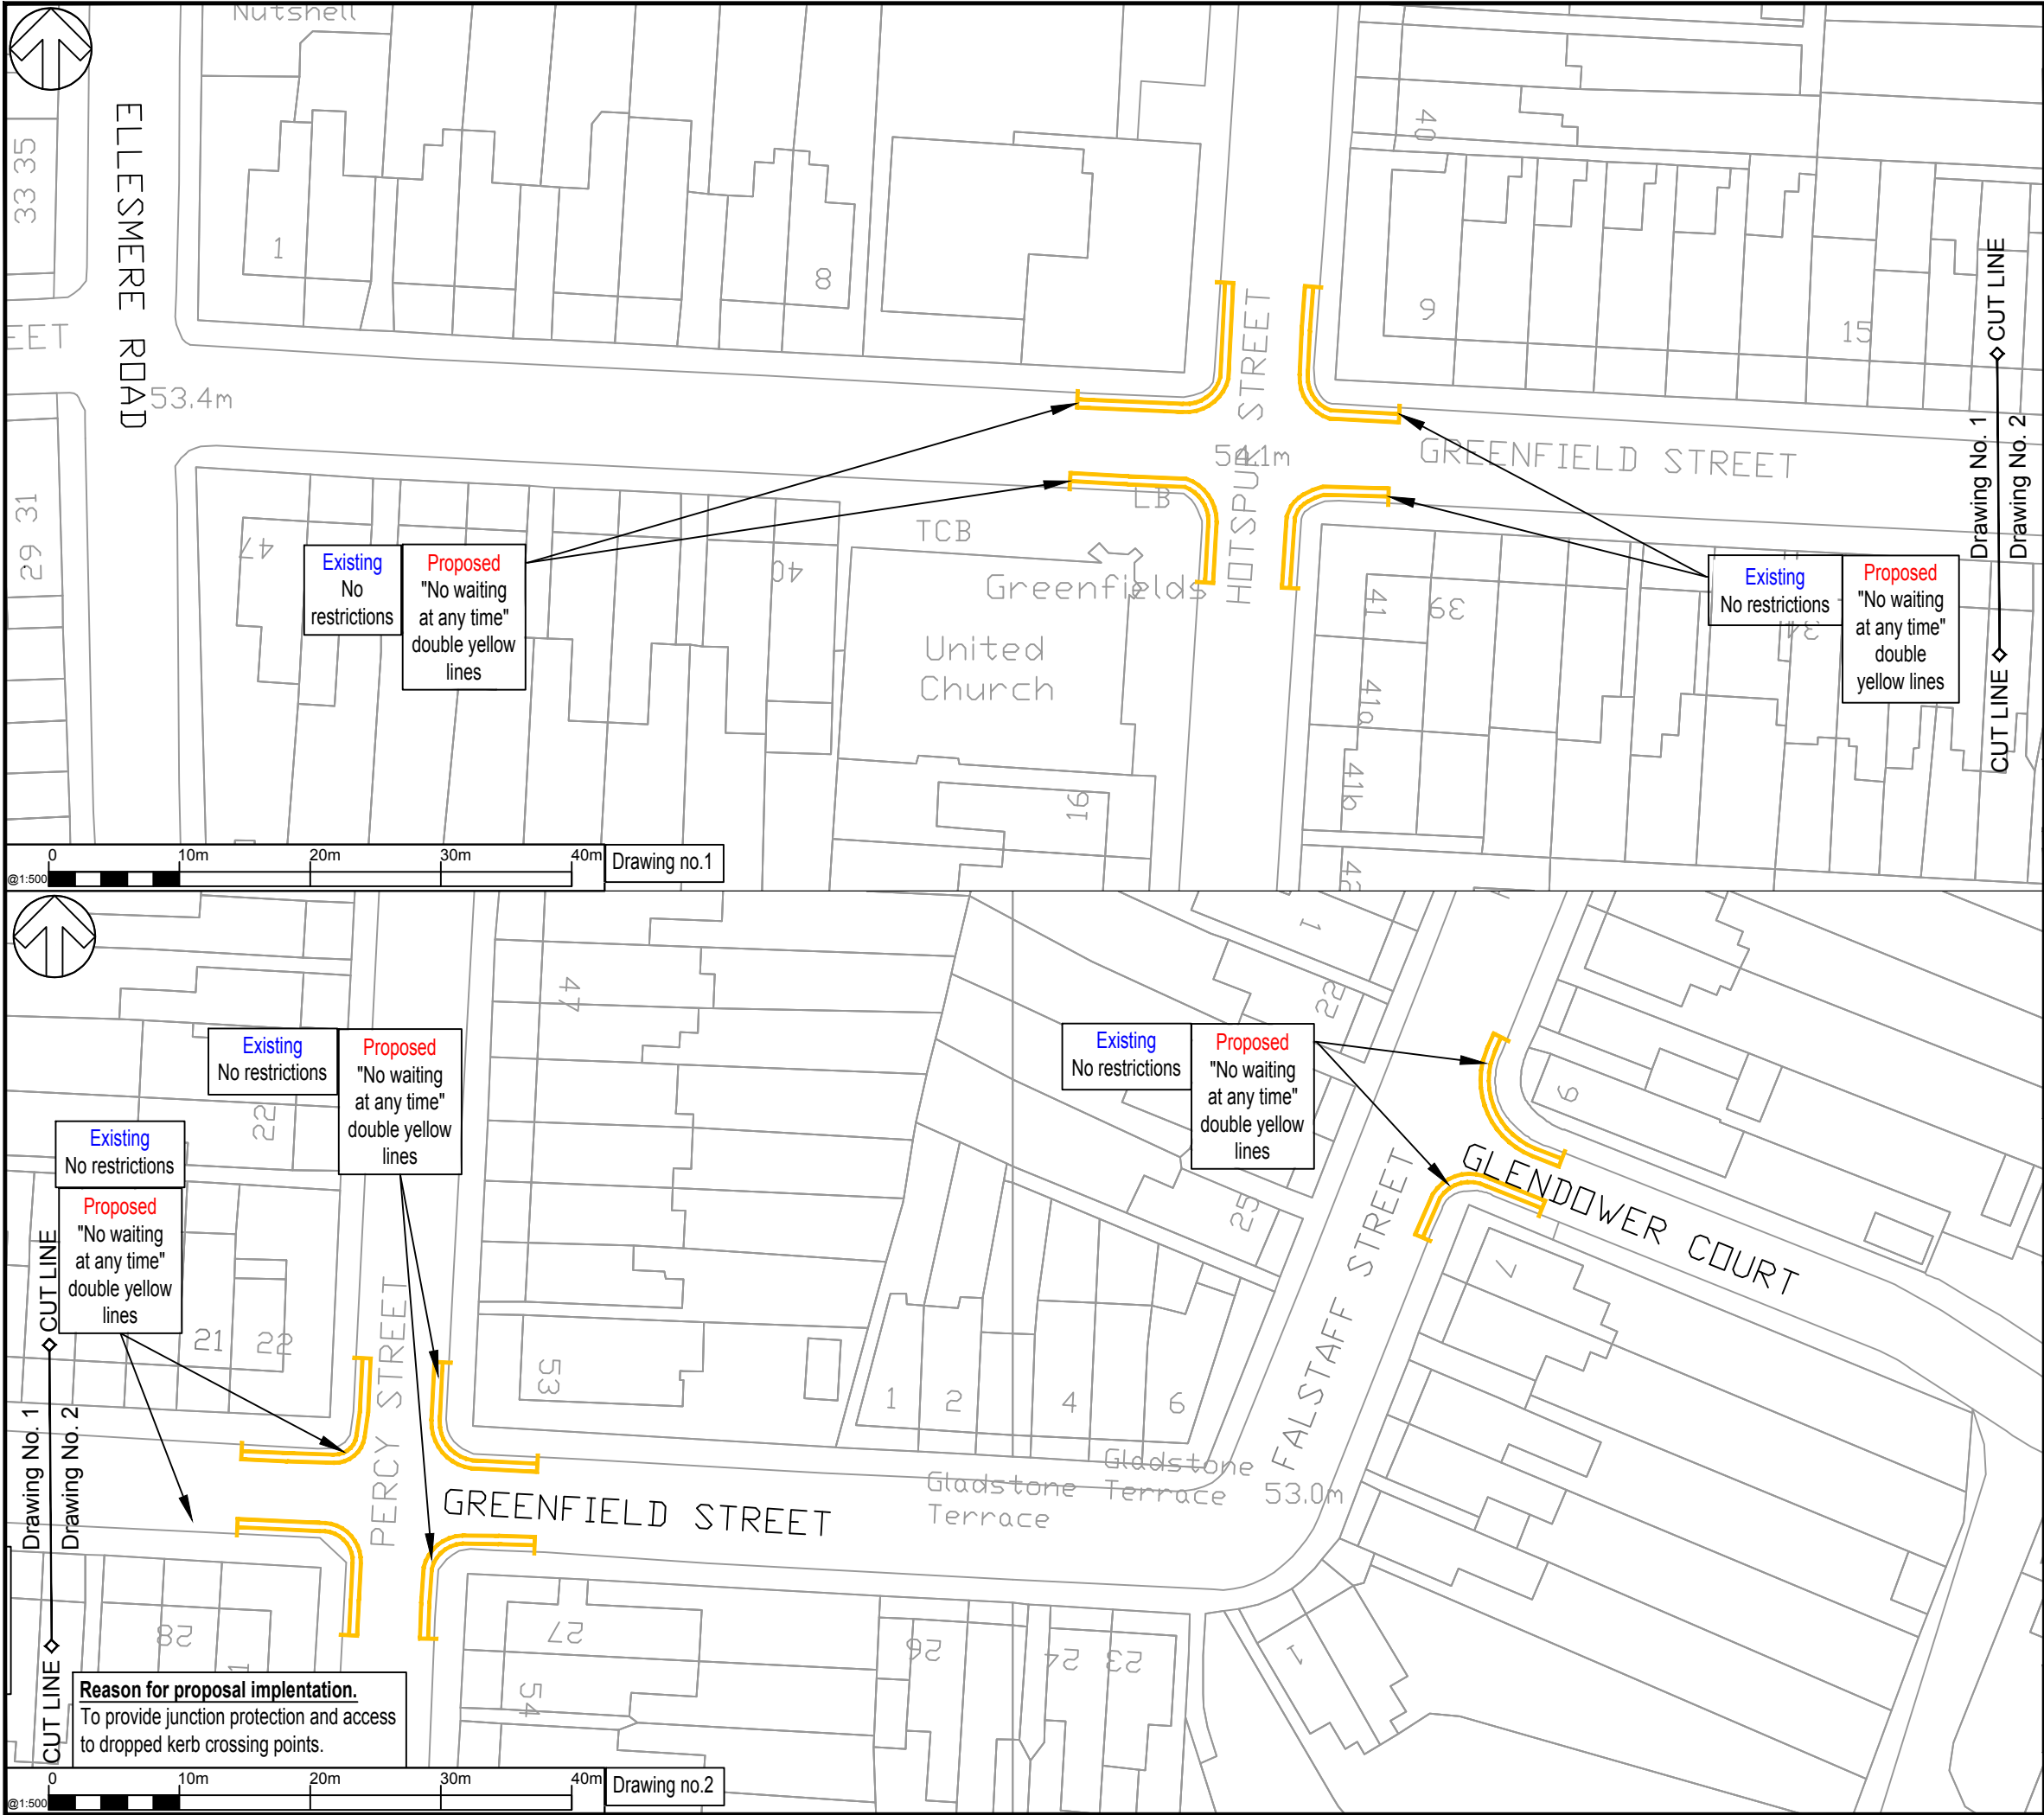 Nutshell
33 35
ELLESMERE ROAD
1
8
40
9
15
EET
53.4m
HOTSPUR STREET
54.1m
GREENFIELD STREET
CUT LINE
Drawing No. 1
Drawing No. 2
CUT LINE
29 31
47
40
TCB
LB
Greenfields
United
Church
19
41
39
41a
41b
34
Existing
No
restrictions
Proposed
"No waiting
at any time"
double yellow
lines
Existing
No restrictions
Proposed
"No waiting
at any time"
double
yellow lines
@1:500
0 10m 20m 30m 40m
Drawing no.1
47
1
22
22
25
9
7
Existing
No restrictions
Proposed
"No waiting
at any time"
double yellow
lines
Existing
No restrictions
Proposed
"No waiting
at any time"
double yellow
lines
Existing
No restrictions
Proposed
"No waiting
at any time"
double yellow
lines
GLENDOWER COURT
FALSTAFF STREET
PERCY STREET
CUT LINE
Drawing No. 1
Drawing No. 2
CUT LINE
21 22
53
1 2 4 6
Gladstone
Terrace
Gladstone
Terrace
53.0m
GREENFIELD STREET
28
27
26
24 23
54
1
Reason for proposal implentation.
To provide junction protection and access
to dropped kerb crossing points.
@1:500
0 10m 20m 30m 40m
Drawing no.2